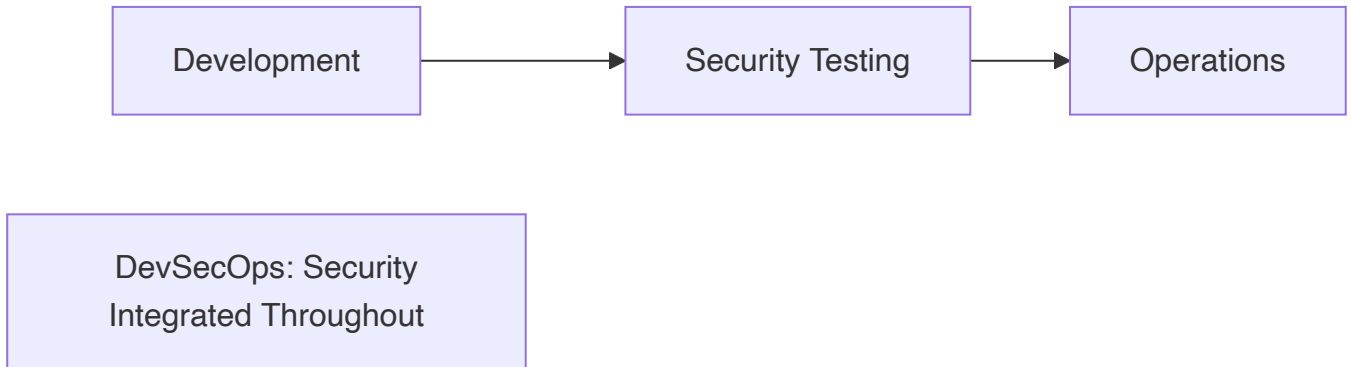 Development
Security Testing
Operations
DevSecOps: Security
Integrated Throughout